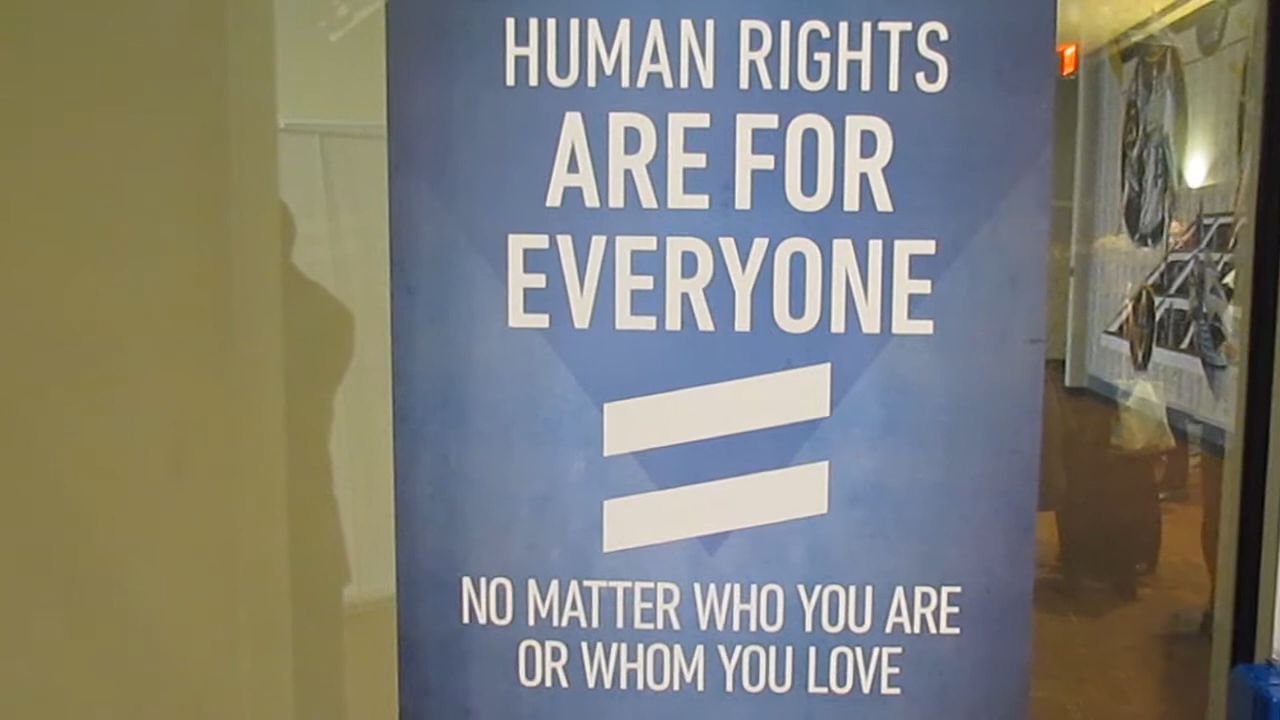 HUMAN RIGHTS
ARE FOR
EVERYONE
NO MATTER WHO YOU ARE
OR WHOM YOU LOVE